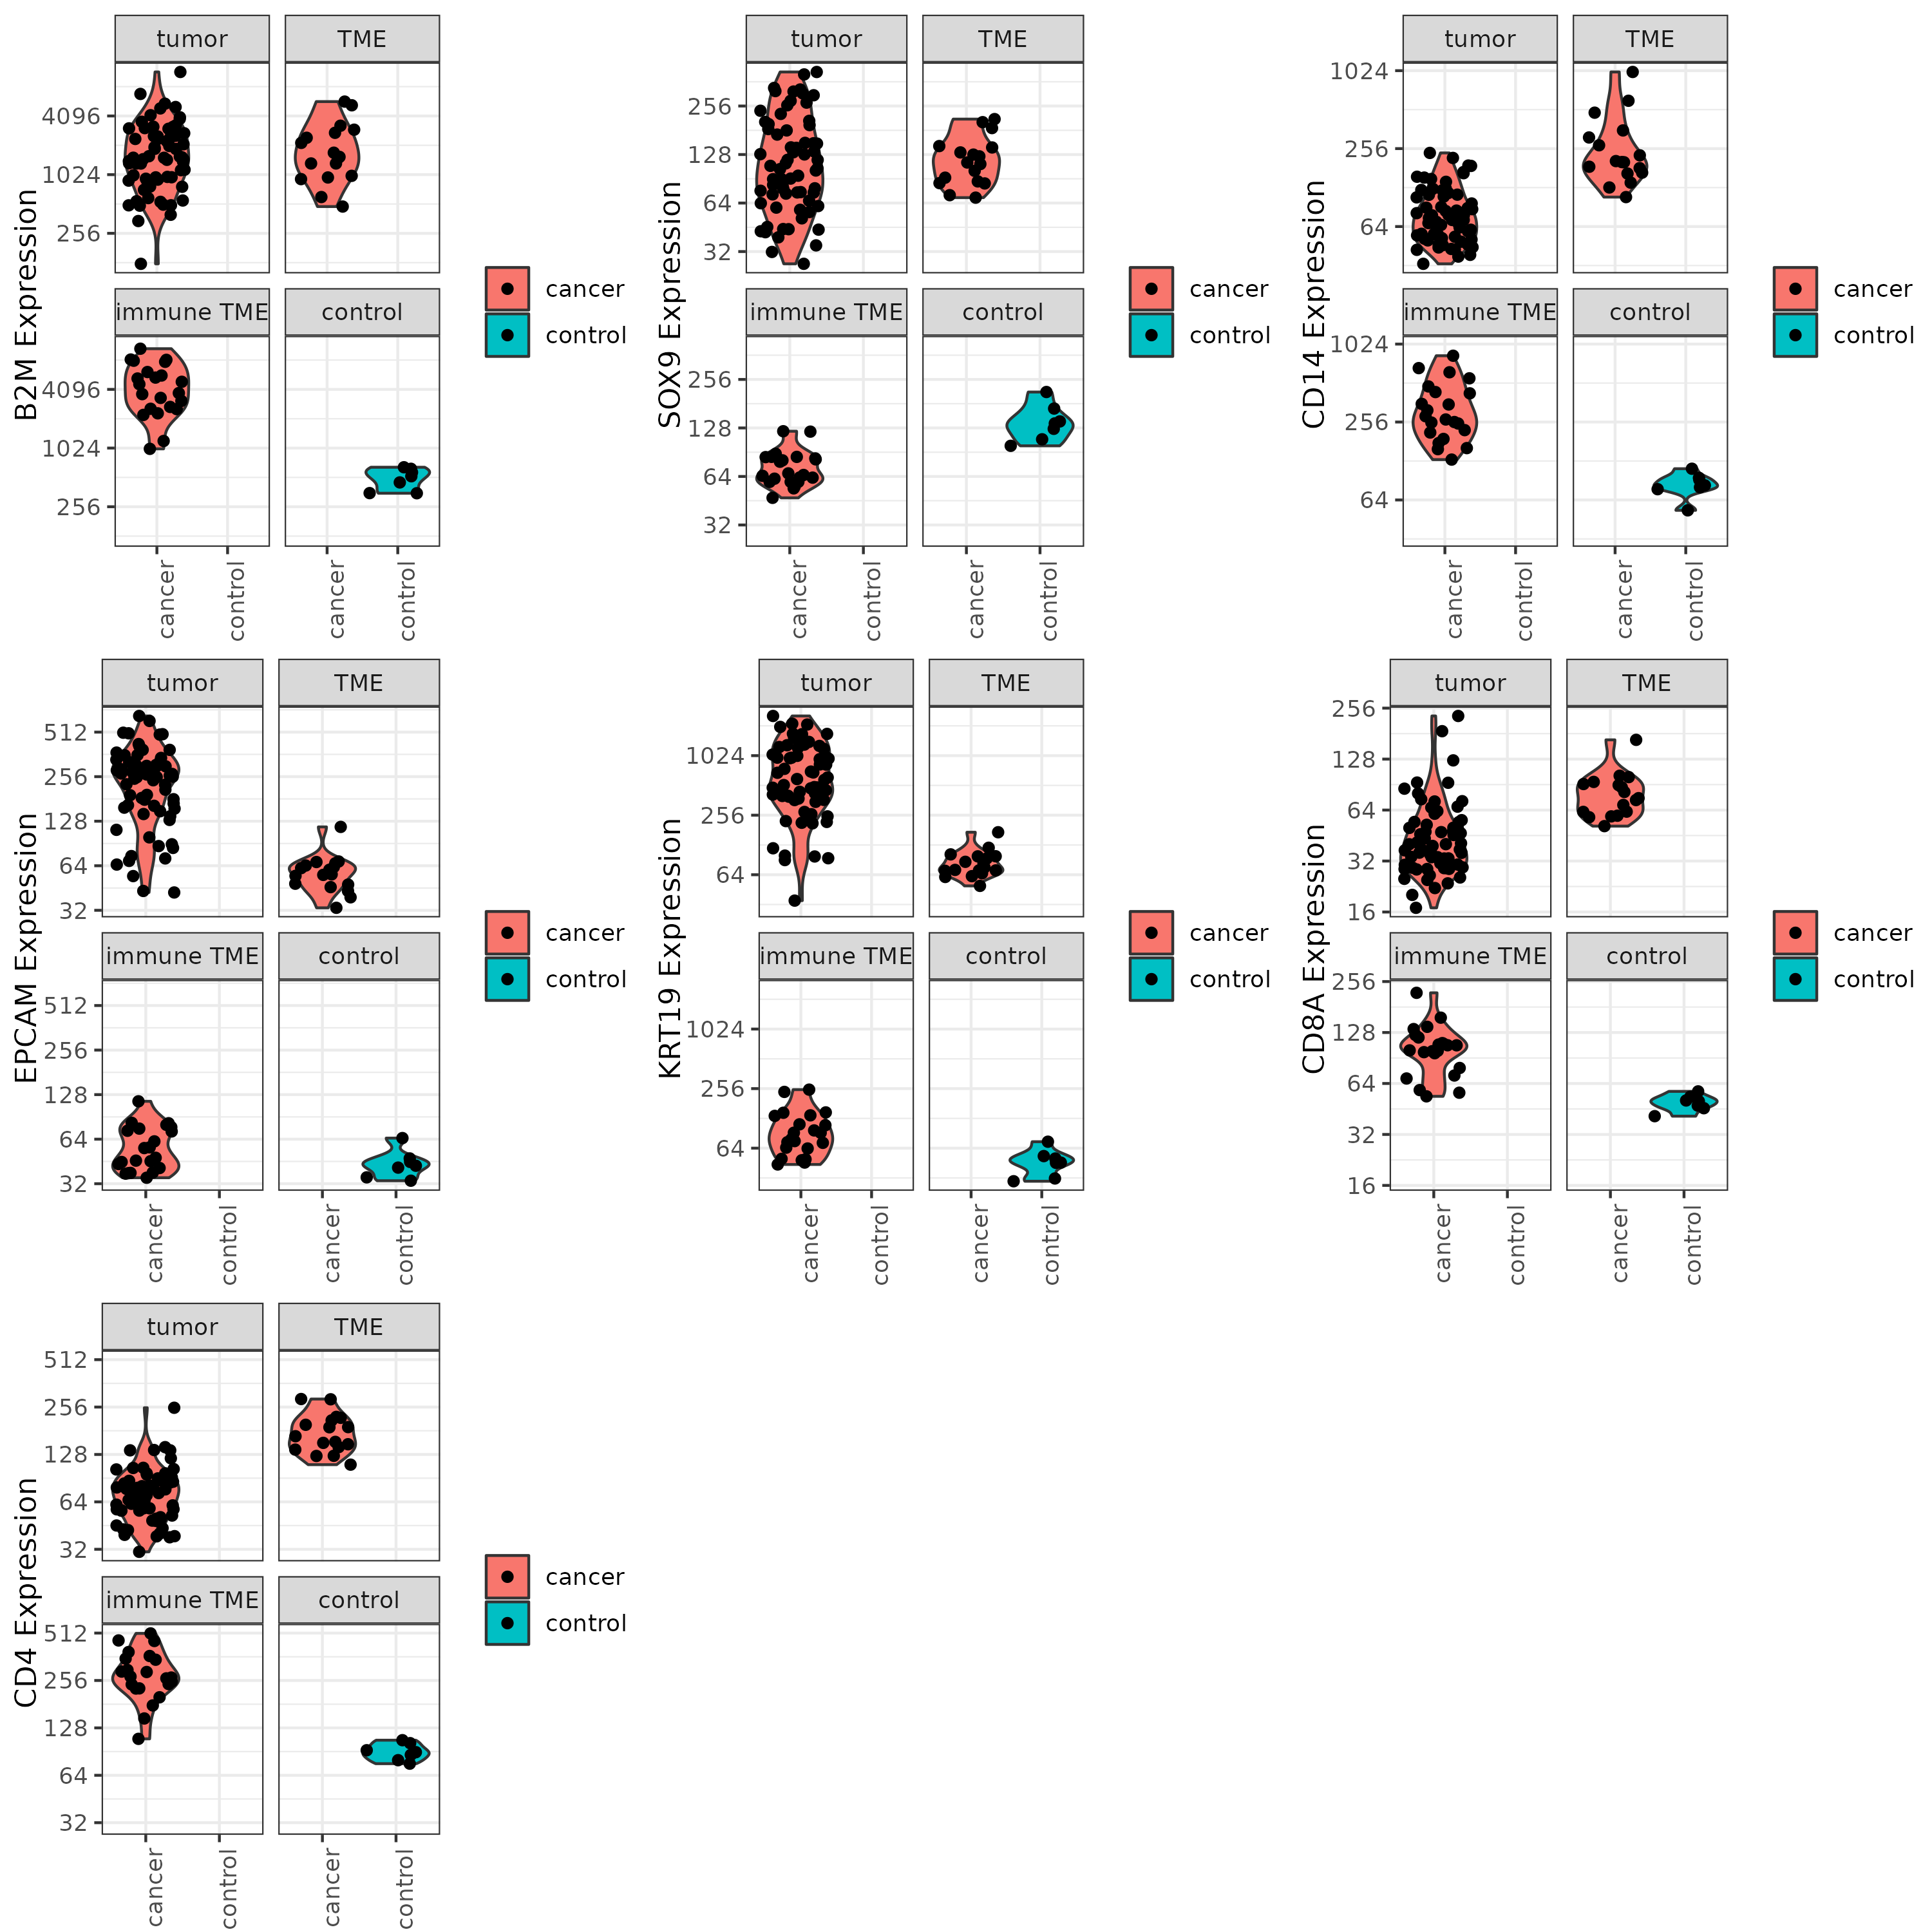 B2M Expression
tumor TME
4096
1024
256
immune TME control
4096
1024
256
cancer control cancer control
cancer
control
SOX9 Expression
tumor TME
256
128
64
32
immune TME control
256
128
64
32
cancer control cancer control
cancer
control
CD14 Expression
tumor TME
1024
256
64
immune TME control
1024
256
64
cancer control cancer control
cancer
control
EPCAM Expression
tumor TME
512
256
128
64
32
immune TME control
512
256
128
64
32
cancer control cancer control
cancer
control
KRT19 Expression
tumor TME
1024
256
64
immune TME control
1024
256
64
cancer control cancer control
cancer
control
CD8A Expression
tumor TME
256
128
64
32
16
immune TME control
256
128
64
32
16
cancer control cancer control
cancer
control
CD4 Expression
tumor TME
512
256
128
64
32
immune TME control
512
256
128
64
32
cancer control cancer control
cancer
control